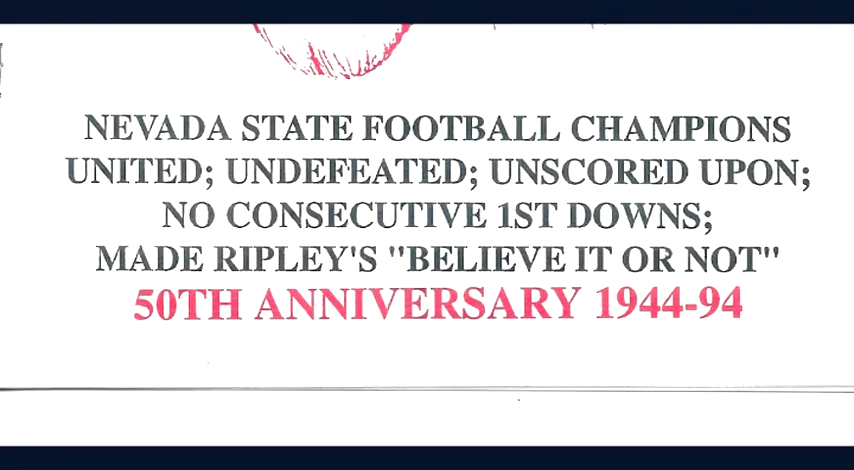 NEVADA STATE FOOTBALL CHAMPIONS
UNITED; UNDEFEATED; UNSCORED UPON;
NO CONSECUTIVE 1ST DOWNS;
MADE RIPLEY'S "BELIEVE IT OR NOT"
50TH ANNIVERSARY 1944-94